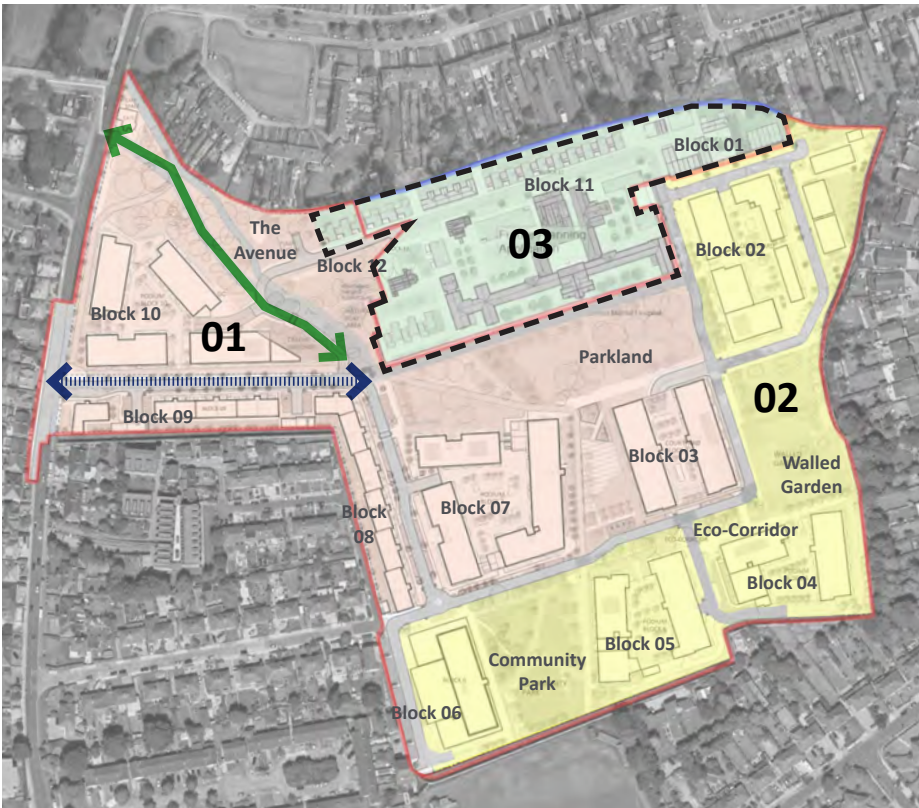 Block 01
Block 11
The
Avenue
03
Block 02
Block 12
Block 10
01
Parkland
02
Block 09
Block 03
Walled
Garden
Block
08
Block 07
Eco-Corridor
Block 04
Block 05
Community
Park
Block 06